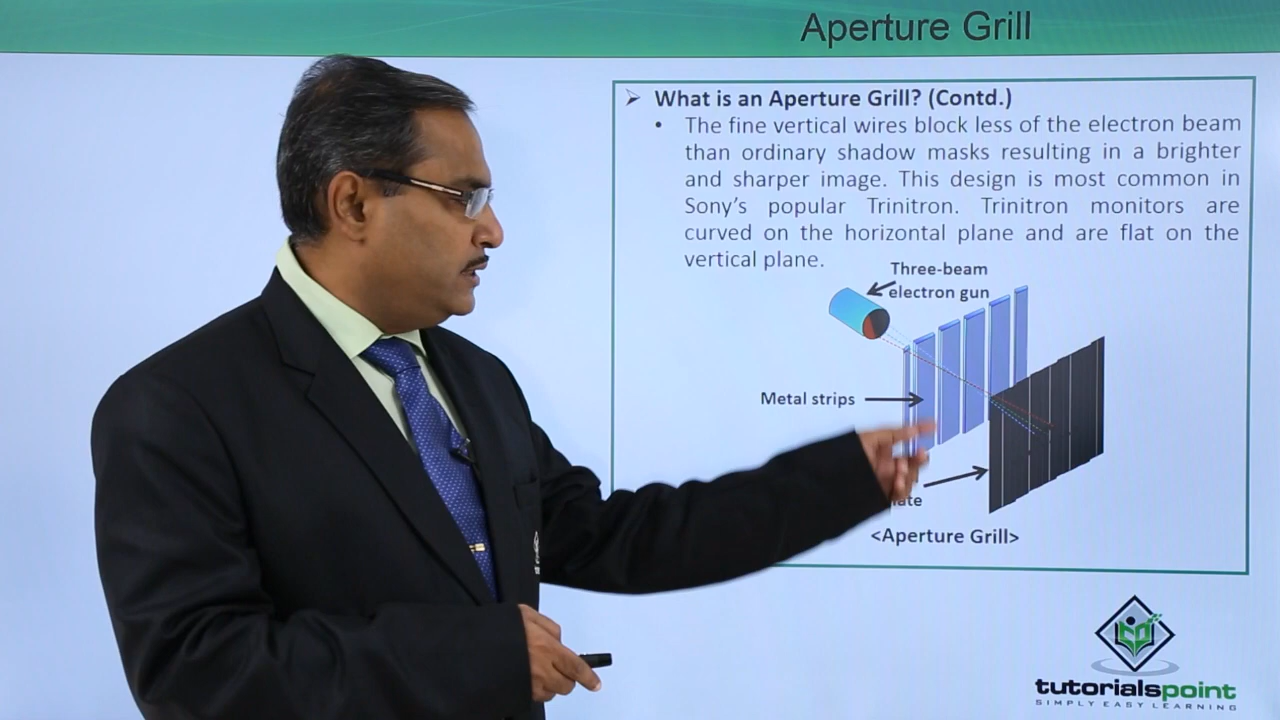 Aperture Grill
What is an Aperture Grill? (Contd.)
The fine vertical wires block less of the electron beam
than ordinary shadow masks resulting in a brighter
and sharper image. This design is most common in
Sony's popular Trinitron. Trinitron monitors are
curved on the horizontal plane and are flat on the
vertical plane.
Three-beam
electron gun
Metal strips
<Aperture Grill>
tutorialspoint
SIMPLY EASY LEARNING